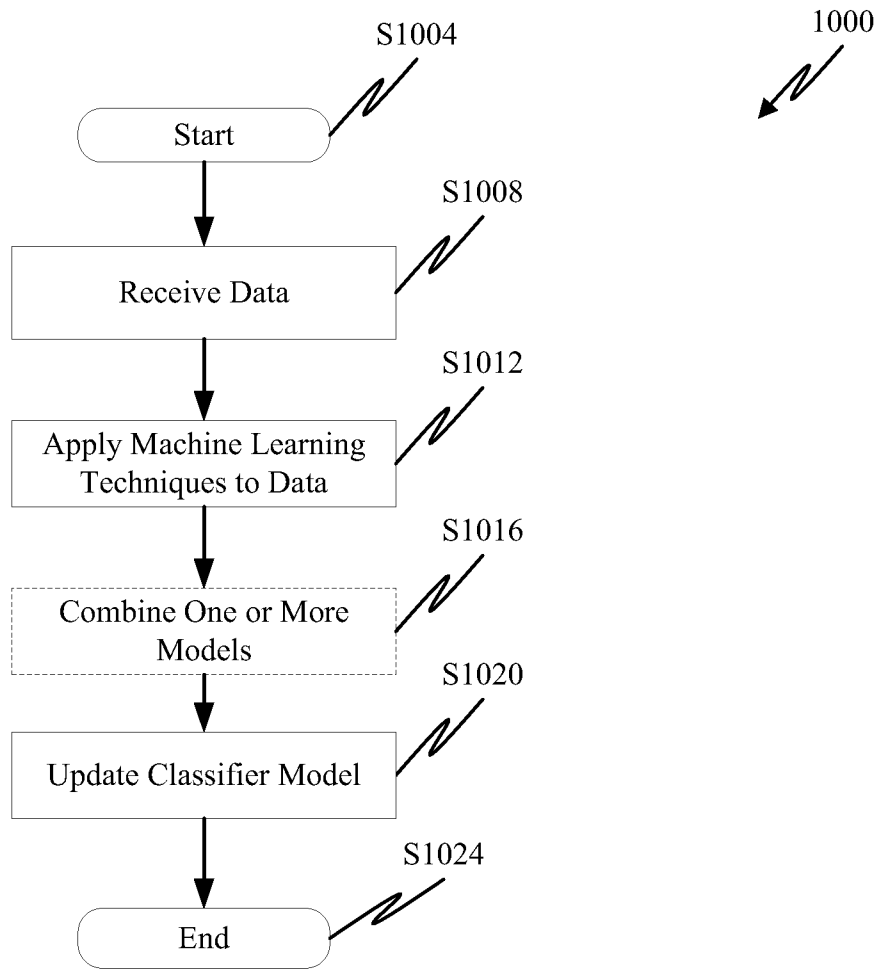 S1004
1000
Start
S1008
Receive Data
S1012
Apply Machine Learning
Techniques to Data
S1016
Combine One or More
Models
S1020
Update Classifier Model
S1024
End